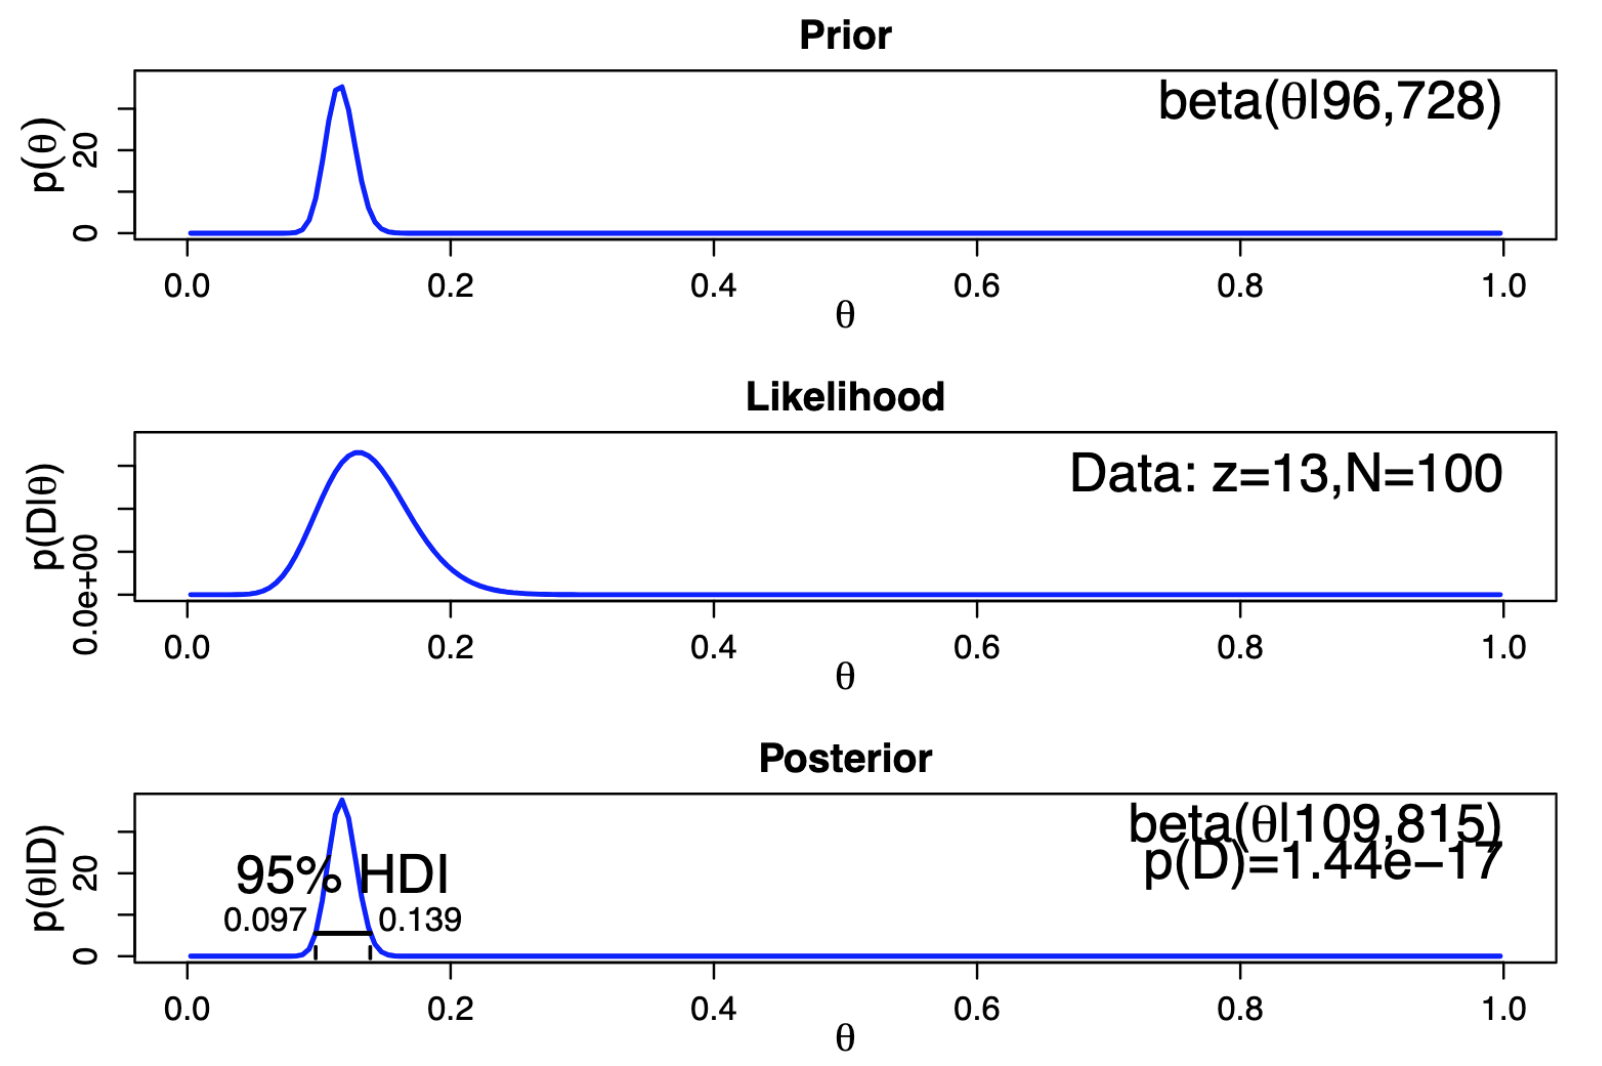 Prior
beta(θ|96,728)
p(θ)
20
0
0.0 0.2 0.4 0.6 0.8 1.0
θ
Likelihood
Data: z=13,N=100
p(D|θ)
0.0e+00
0.0 0.2 0.4 0.6 0.8 1.0
θ
Posterior
beta(θ|109,815)
p(D)=1.44e−17
95% HDI
0.097 0.139
p(θ|D)
20
0
0.0 0.2 0.4 0.6 0.8 1.0
θ